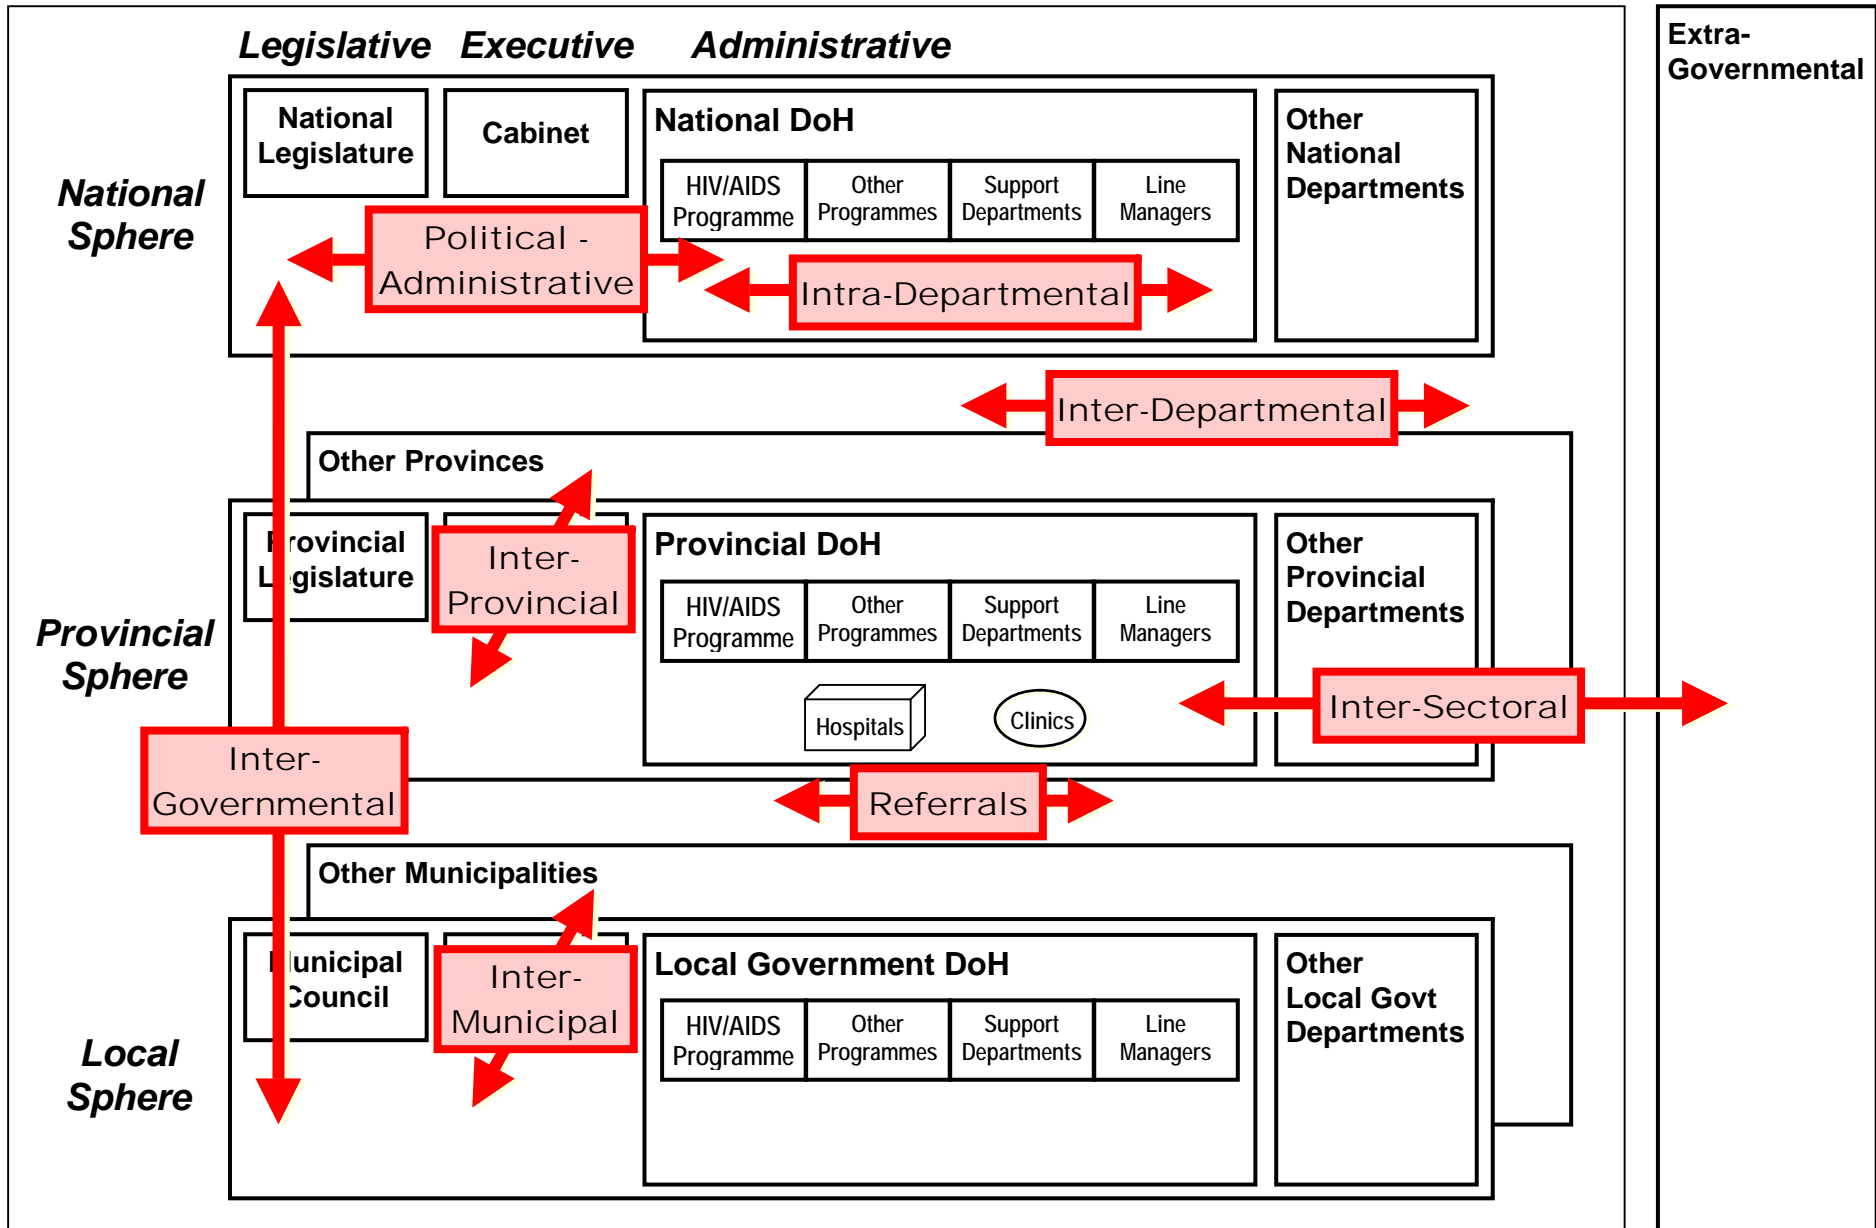 Legislative Executive Administrative
Extra-
Governmental
National
Sphere
National
Legislature
Cabinet
National DoH
HIV/AIDS
Programme
Other
Programmes
Support
Departments
Line
Managers
Other
National
Departments
Political -
Administrative
Intra-Departmental
Inter-Departmental
Other Provinces
Provincial
Sphere
Provincial
Legislature
Inter-
Provincial
Provincial DoH
HIV/AIDS
Programme
Other
Programmes
Support
Departments
Line
Managers
Hospitals
Clinics
Other
Provincial
Departments
Inter-Sectoral
Inter-
Governmental
Referrals
Other Municipalities
Local
Sphere
Municipal
Council
Inter-
Municipal
Local Government DoH
HIV/AIDS
Programme
Other
Programmes
Support
Departments
Line
Managers
Other
Local Govt
Departments